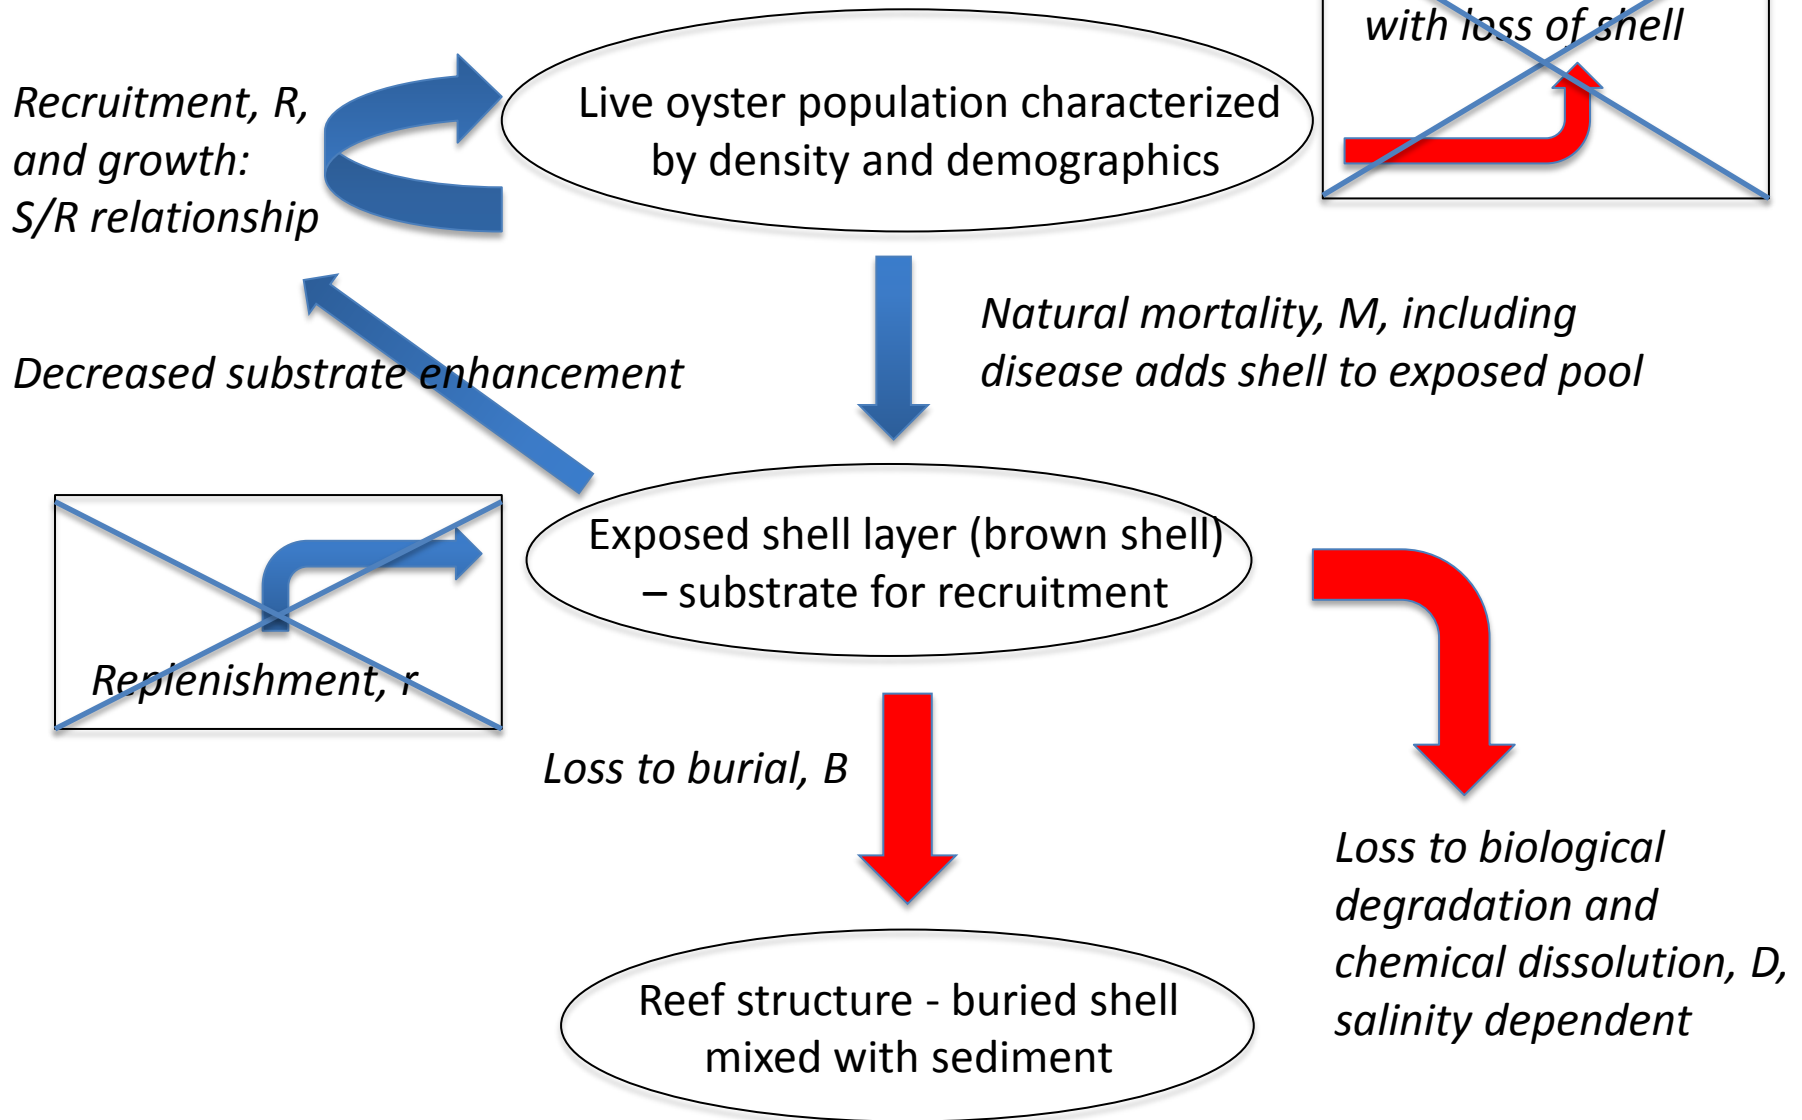 with loss of shell
Recruitment, R,
and growth:
S/R relationship
Live oyster population characterized
by density and demographics
Natural mortality, M, including
disease adds shell to exposed pool
Decreased substrate enhancement
Exposed shell layer (brown shell)
– substrate for recruitment
Replenishment, r
Loss to burial, B
Loss to biological
degradation and
chemical dissolution, D,
salinity dependent
Reef structure - buried shell
mixed with sediment